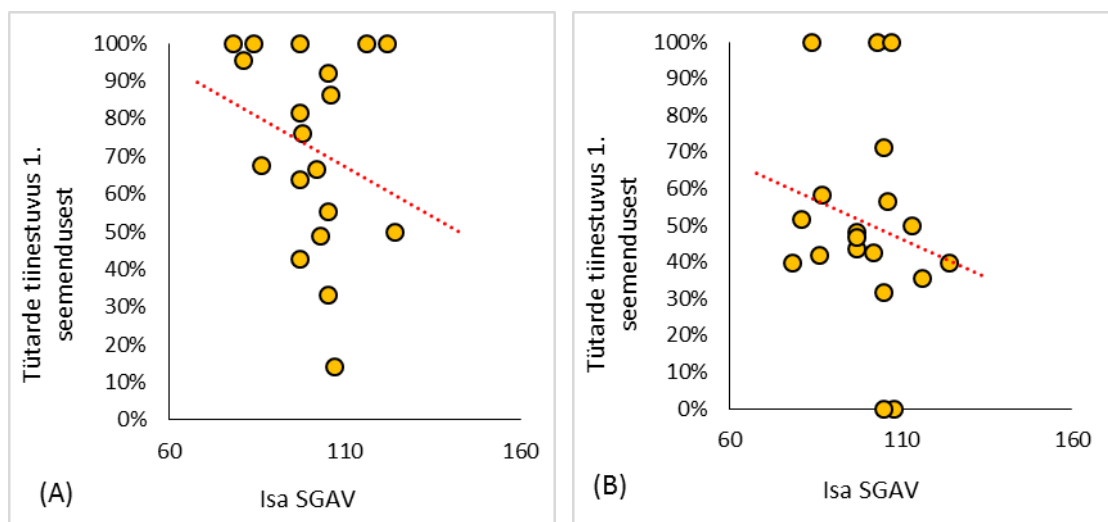 100%
90%
80%
70%
60%
50%
40%
30%
20%
10%
0%
Tütarde tiinestuvus 1.
seemendusest
60 110 160
Isa SGAV
(A)
100%
90%
80%
70%
60%
50%
40%
30%
20%
10%
0%
Tütarde tiinestuvus 1.
seemendusest
60 110 160
Isa SGAV
(B)